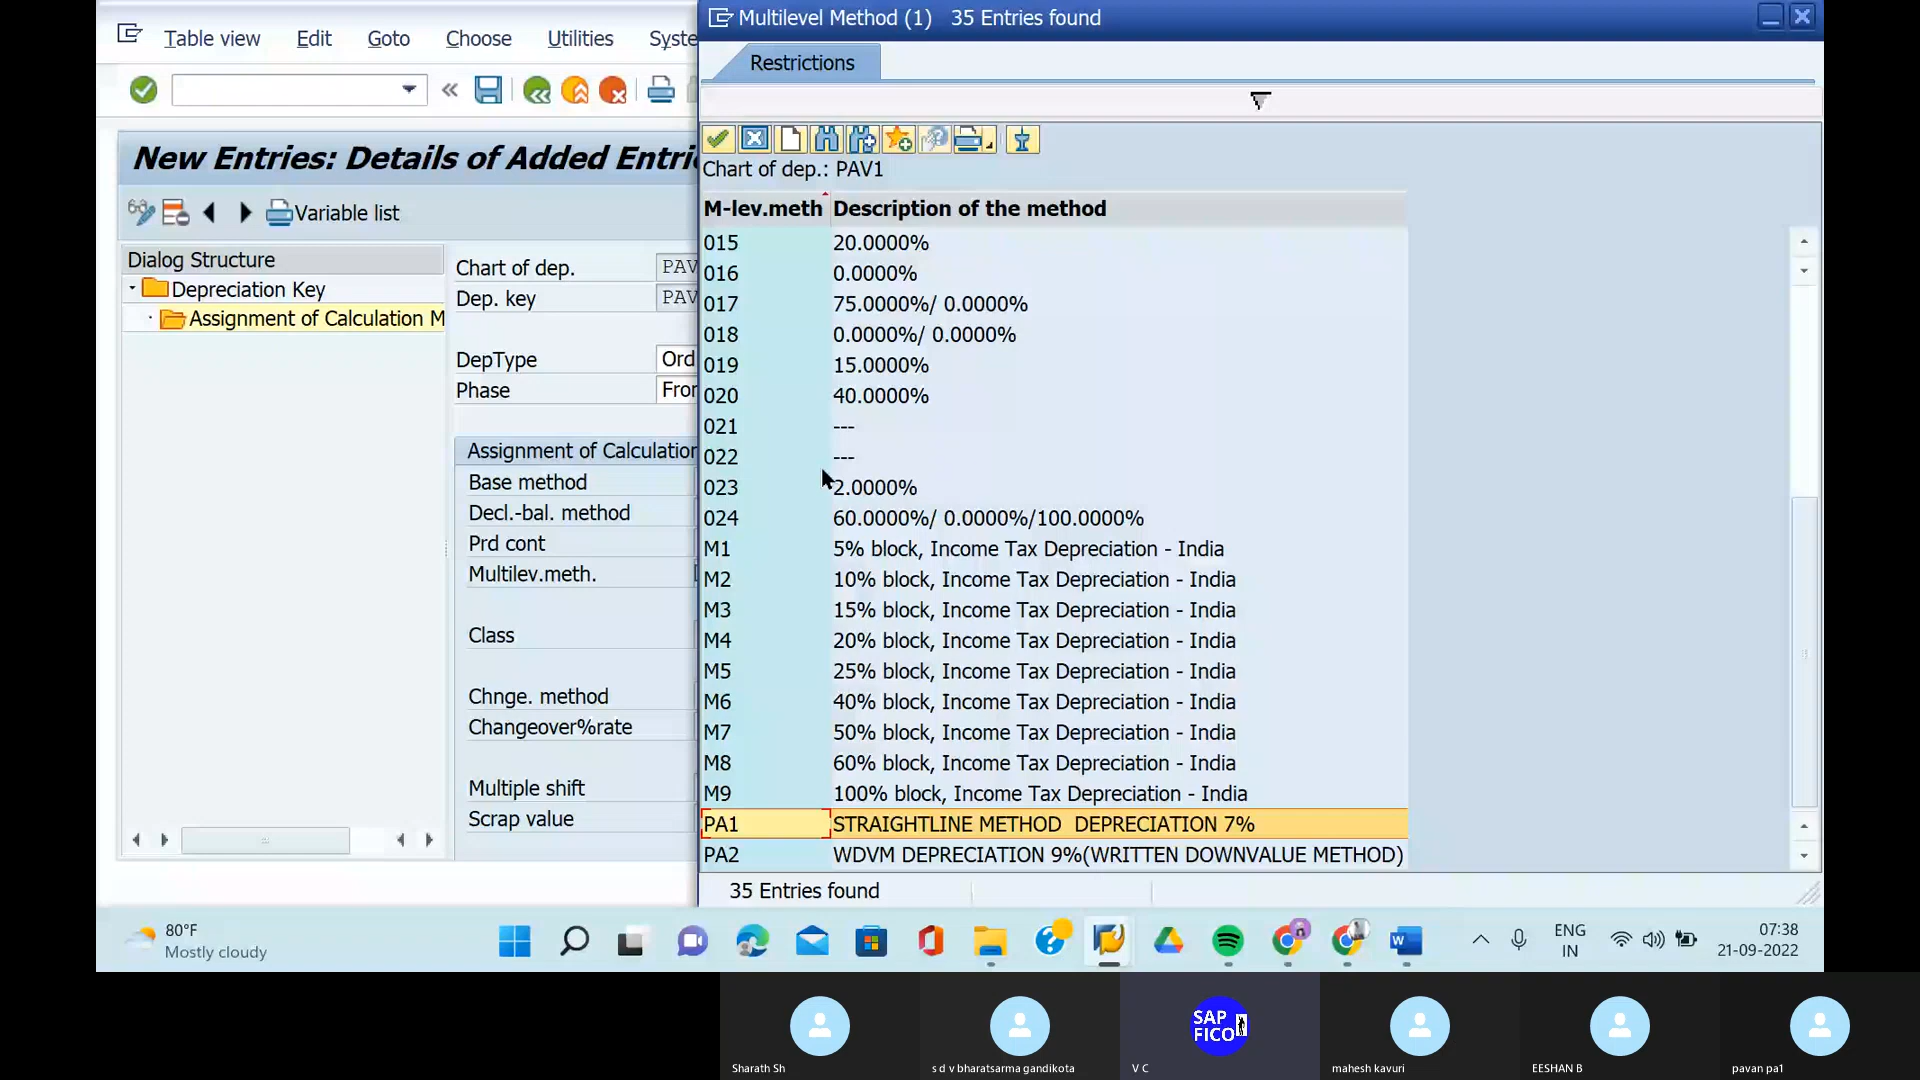 Table view Edit Goto Choose Utilities Syste
New Entries: Details of Added Entri
Variable list
Dialog Structure
Depreciation Key
Assignment of Calculation M
Chart of dep. PAV
Dep. key PAV
DepType Ord
Phase Fror
Assignment of Calculation
Base method
Decl.-bal. method
Prd cont
Multilev.meth.
Class
Chnge. method
Changeover%rate
Multiple shift
Scrap value
Multilevel Method (1) 35 Entries found
Restrictions
Chart of dep.: PAV1
M-lev.meth Description of the method
015 20.0000%
016 0.0000%
017 75.0000%/ 0.0000%
018 0.0000%/ 0.0000%
019 15.0000%
020 40.0000%
021 ---
022 ---
023 2.0000%
024 60.0000%/ 0.0000%/100.0000%
M1 5% block, Income Tax Depreciation - India
M2 10% block, Income Tax Depreciation - India
M3 15% block, Income Tax Depreciation - India
M4 20% block, Income Tax Depreciation - India
M5 25% block, Income Tax Depreciation - India
M6 40% block, Income Tax Depreciation - India
M7 50% block, Income Tax Depreciation - India
M8 60% block, Income Tax Depreciation - India
M9 100% block, Income Tax Depreciation - India
PA1 STRAIGHTLINE METHOD DEPRECIATION 7%
PA2 WDVM DEPRECIATION 9%(WRITTEN DOWNVALUE METHOD)
35 Entries found
80°F
Mostly cloudy
ENG
IN
07:38
21-09-2022
SAP
FICO
Sharath Sh
s d v bharatsarma gandikota
V C
mahesh kavuri
EESHAN B
pavan pa1